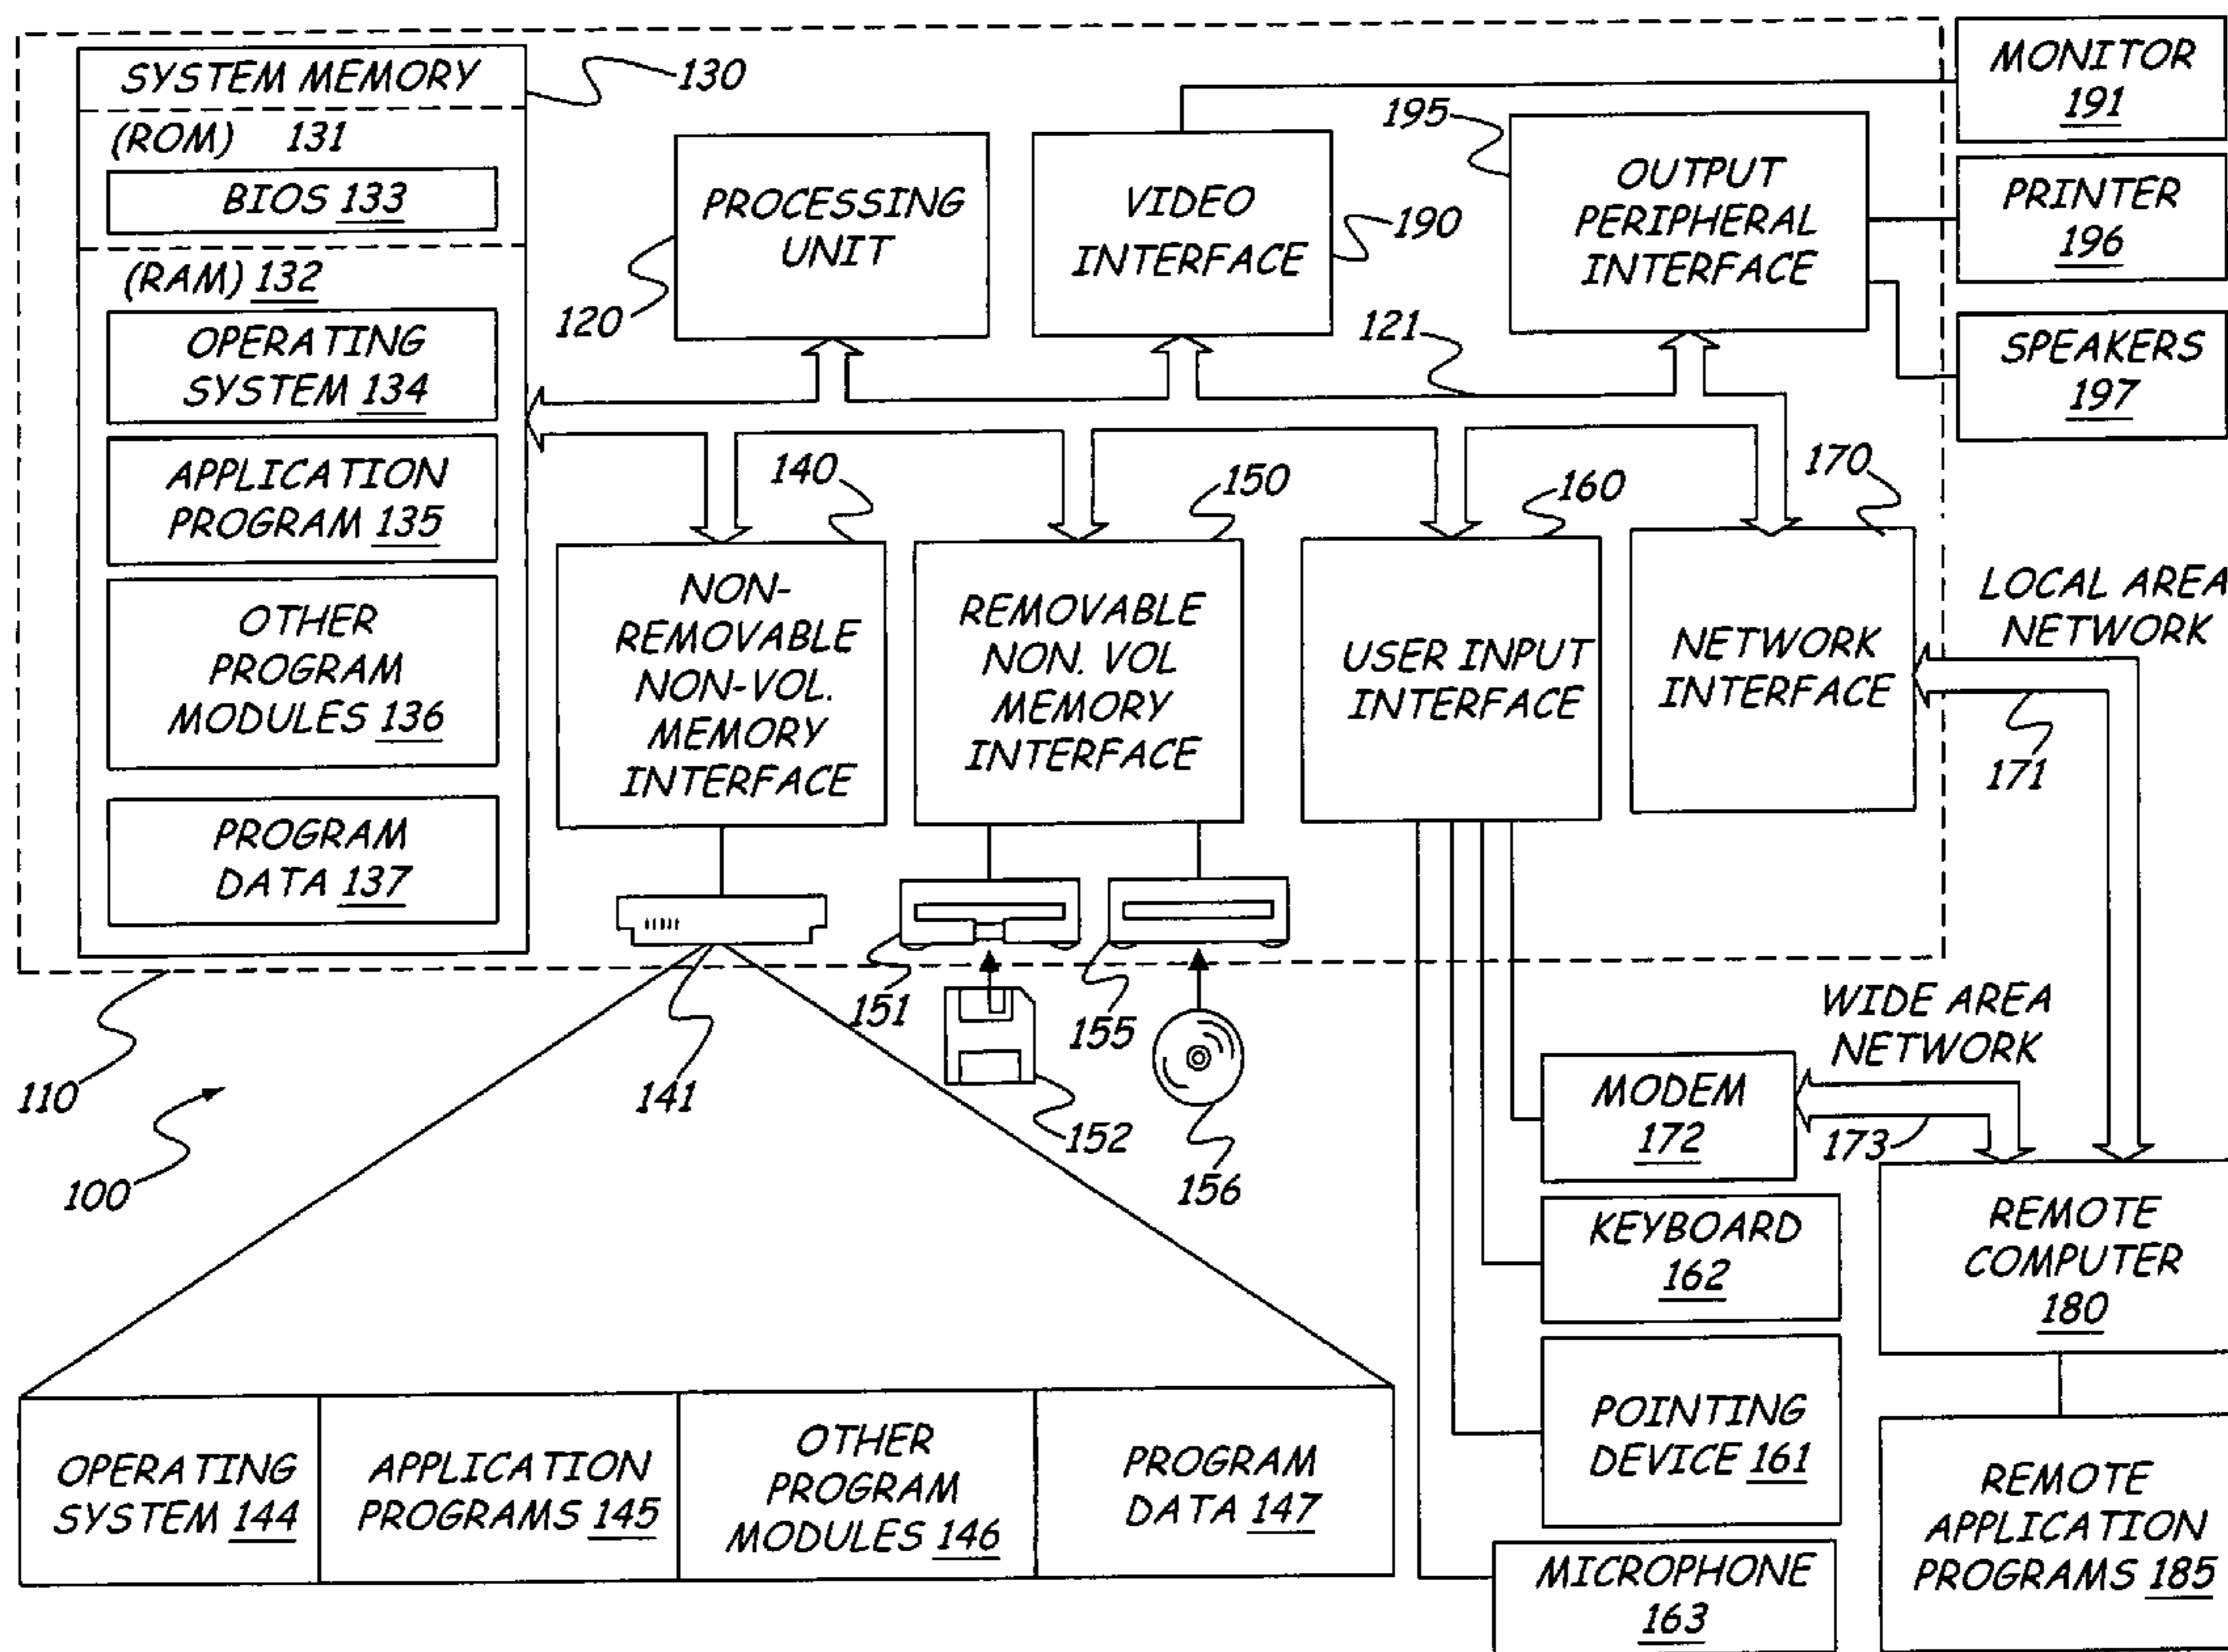 SYSTEM MEMORY
130
(ROM) 131
BIOS 133
(RAM) 132
OPERATING
SYSTEM 134
APPLICATION
PROGRAM 135
OTHER
PROGRAM
MODULES 136
PROGRAM
DATA 137
PROCESSING
UNIT
120
VIDEO
INTERFACE
190
195
OUTPUT
PERIPHERAL
INTERFACE
121
MONITOR
191
PRINTER
196
SPEAKERS
197
140
NON-
REMOVABLE
NON-VOL.
MEMORY
INTERFACE
150
REMOVABLE
NON. VOL
MEMORY
INTERFACE
160
USER INPUT
INTERFACE
170
NETWORK
INTERFACE
LOCAL AREA
NETWORK
171
110
100
141
151
152
155
156
WIDE AREA
NETWORK
173
MODEM
172
KEYBOARD
162
POINTING
DEVICE 161
MICROPHONE
163
REMOTE
COMPUTER
180
REMOTE
APPLICATION
PROGRAMS 185
OPERATING
SYSTEM 144
APPLICATION
PROGRAMS 145
OTHER
PROGRAM
MODULES 146
PROGRAM
DATA 147